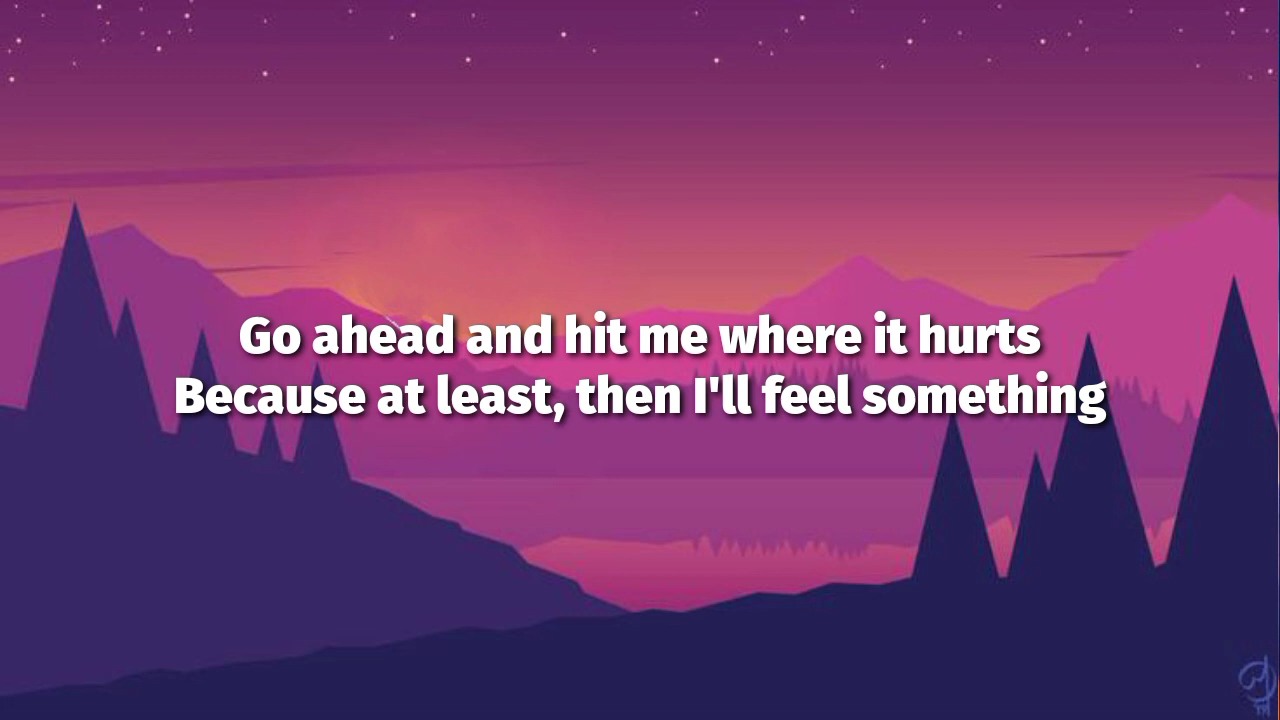 Go ahead and hit me where it hurts
Because at least, then I'll feel something